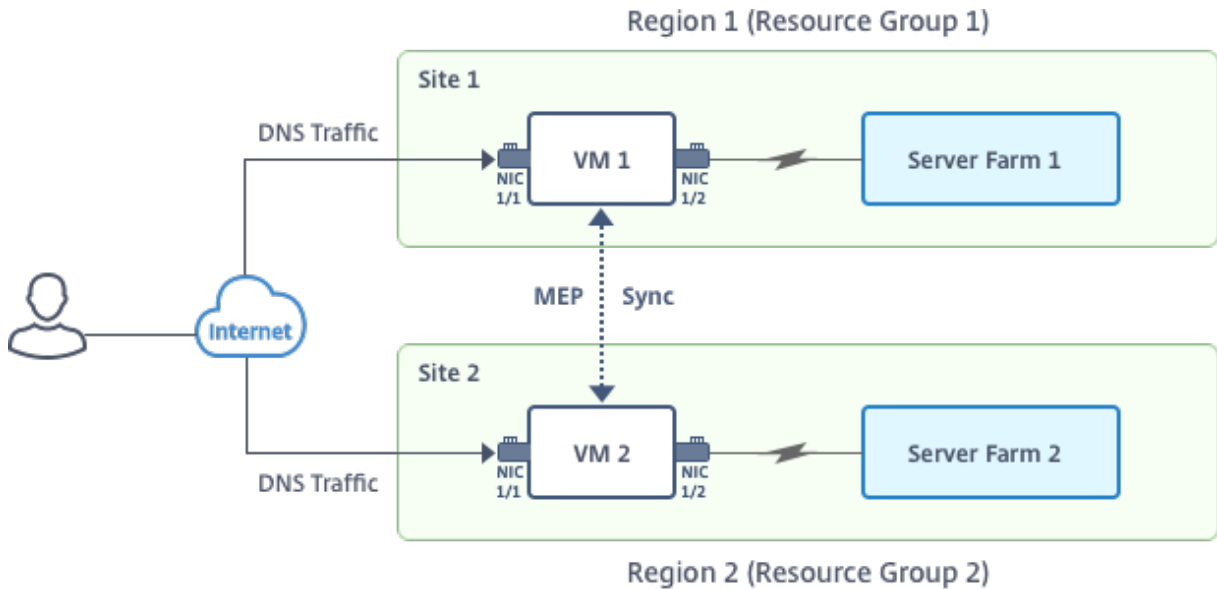 Region 1 (Resource Group 1)
Site 1
DNS Traffic
VM 1
NIC
1/1
NIC
1/2
Server Farm 1
MEP
Sync
Internet
Site 2
VM 2
NIC
1/1
NIC
1/2
Server Farm 2
DNS Traffic
Region 2 (Resource Group 2)